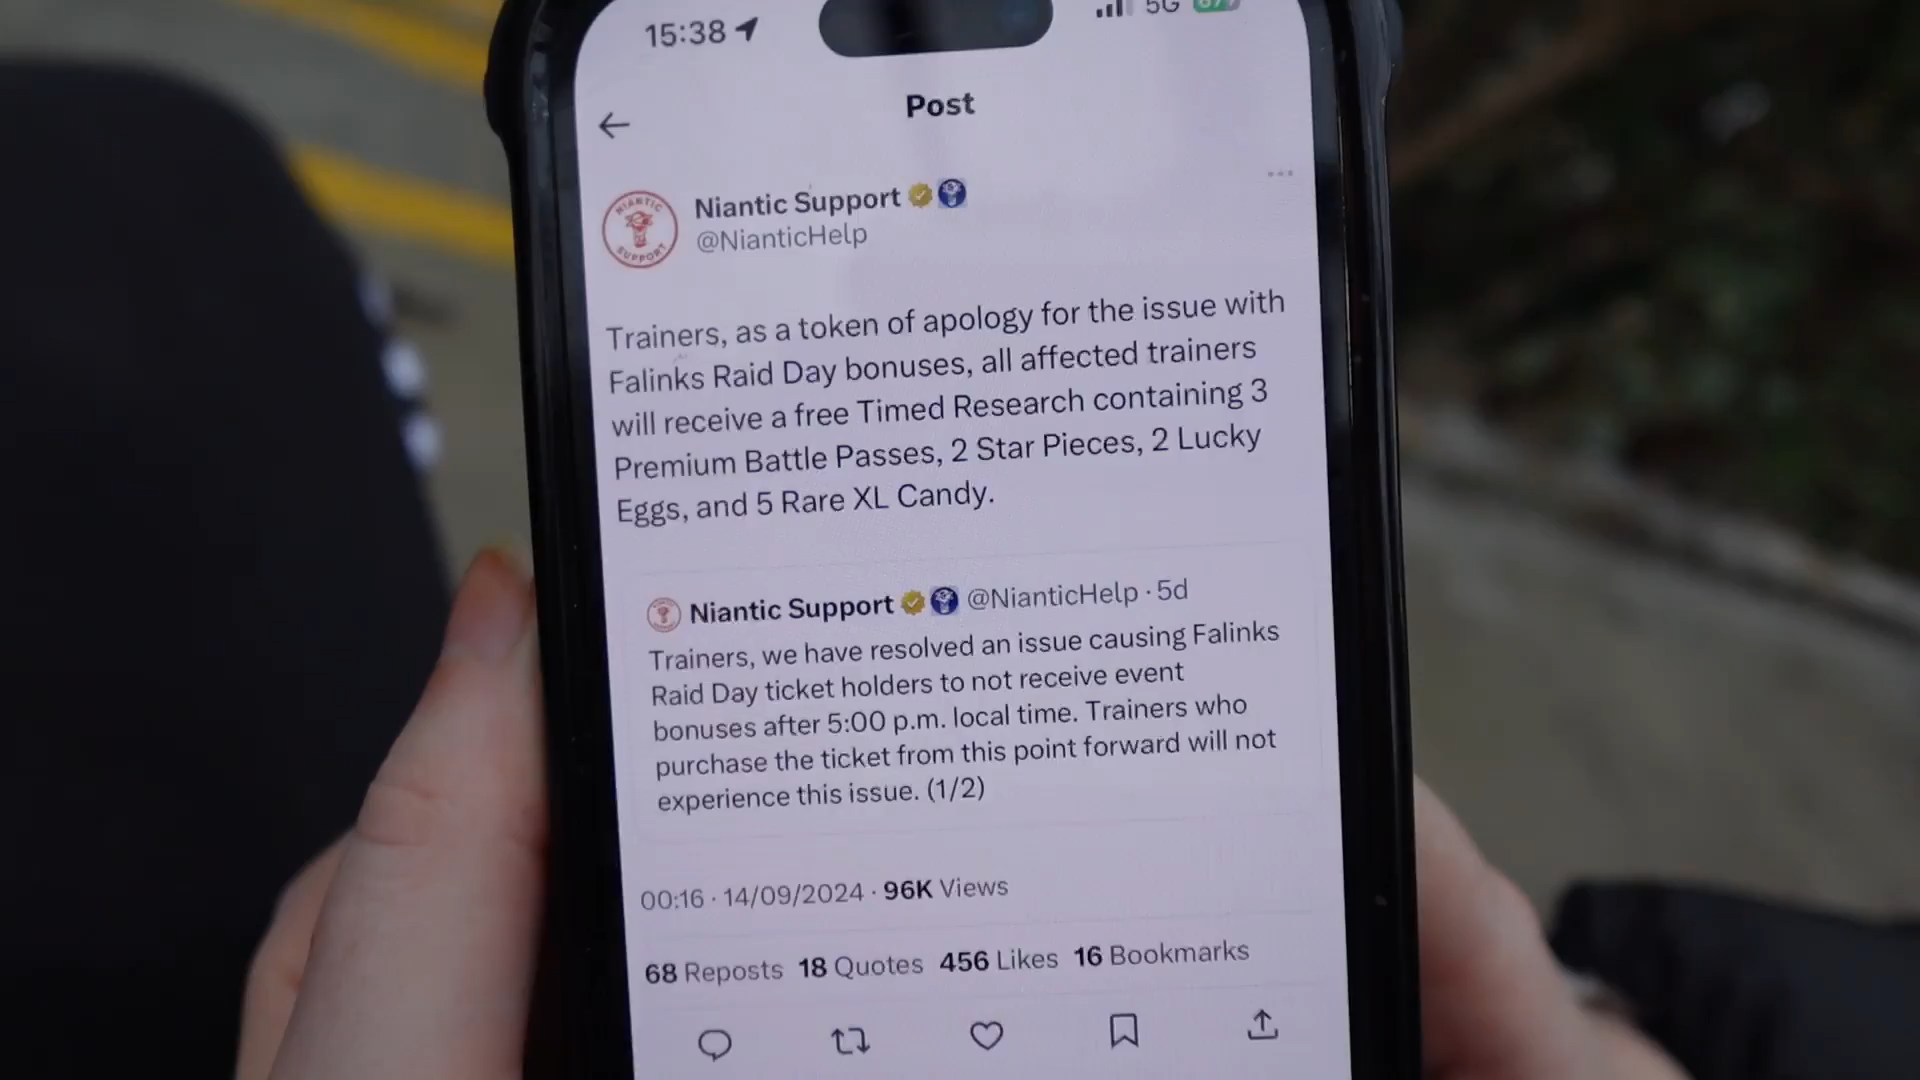 15:38
5G
Post
Niantic Support
@NianticHelp
NIANTIC
SUPPORT
Trainers, as a token of apology for the issue with
Falinks Raid Day bonuses, all affected trainers
will receive a free Timed Research containing 3
Premium Battle Passes, 2 Star Pieces, 2 Lucky
Eggs, and 5 Rare XL Candy.
Niantic Support @NianticHelp · 5d
Trainers, we have resolved an issue causing Falinks
Raid Day ticket holders to not receive event
bonuses after 5:00 p.m. local time. Trainers who
purchase the ticket from this point forward will not
experience this issue. (1/2)
00:16 · 14/09/2024 · 96K Views
68 Reposts 18 Quotes 456 Likes 16 Bookmarks